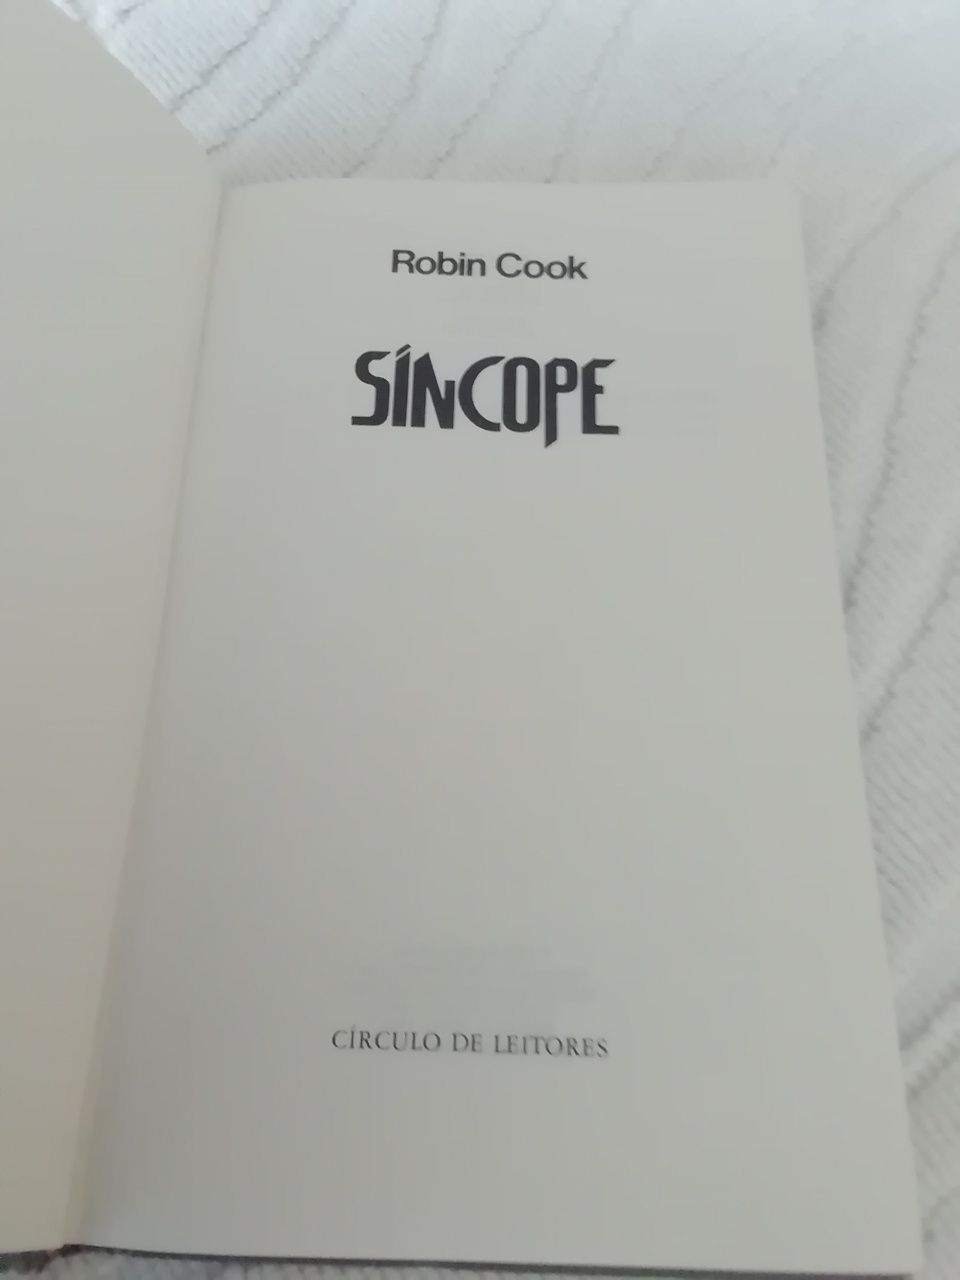 Robin Cook
SÍNCOPE
CÍRCULO DE LEITORES